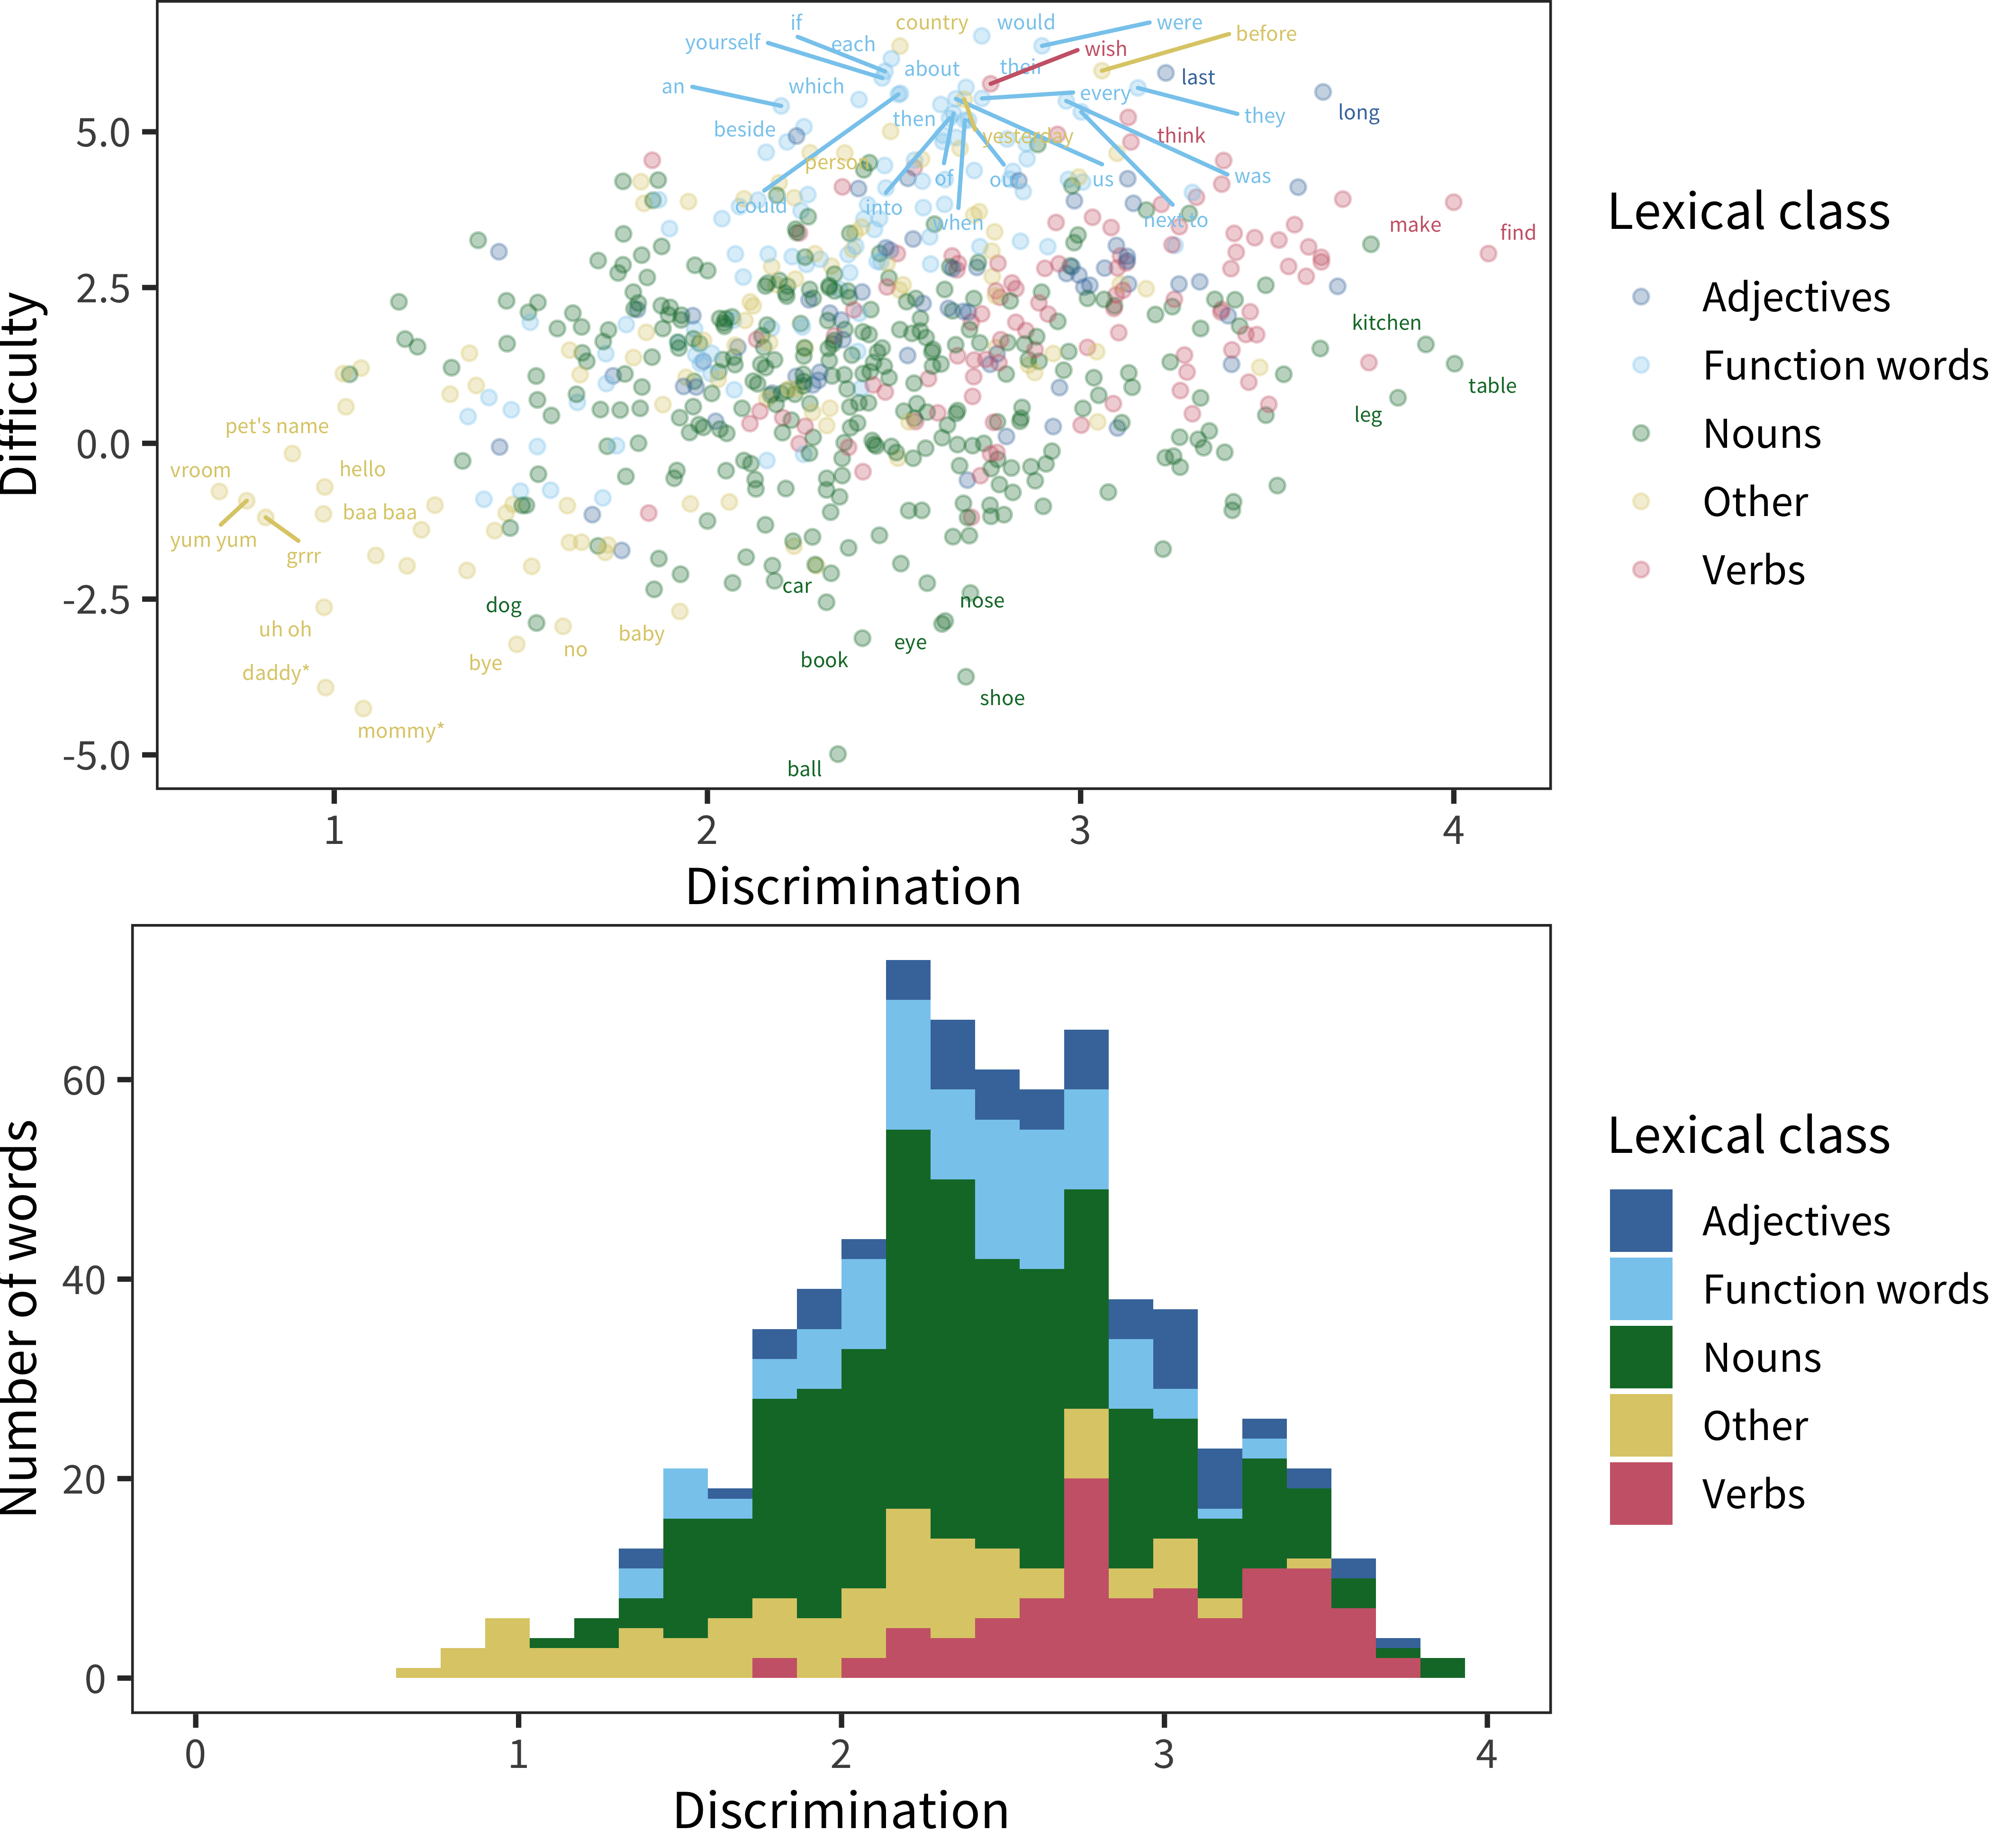 if
country
would
were
before
yourself
each
wish
an
which
about
their
last
every
they
long
beside
then
yesterday
think
person
of
our
us
was
could
into
when
next to
make
find
5.0
2.5
0.0
-2.5
-5.0
Difficulty
kitchen
table
leg
pet's name
vroom
hello
yum yum
baa baa
grrr
uh oh
daddy*
mommy*
dog
bye
no
baby
car
nose
eye
book
shoe
ball
1 2 3 4
Discrimination
Lexical class
Adjectives
Function words
Nouns
Other
Verbs
60
40
20
0
Number of words
0 1 2 3 4
Discrimination
Lexical class
Adjectives
Function words
Nouns
Other
Verbs